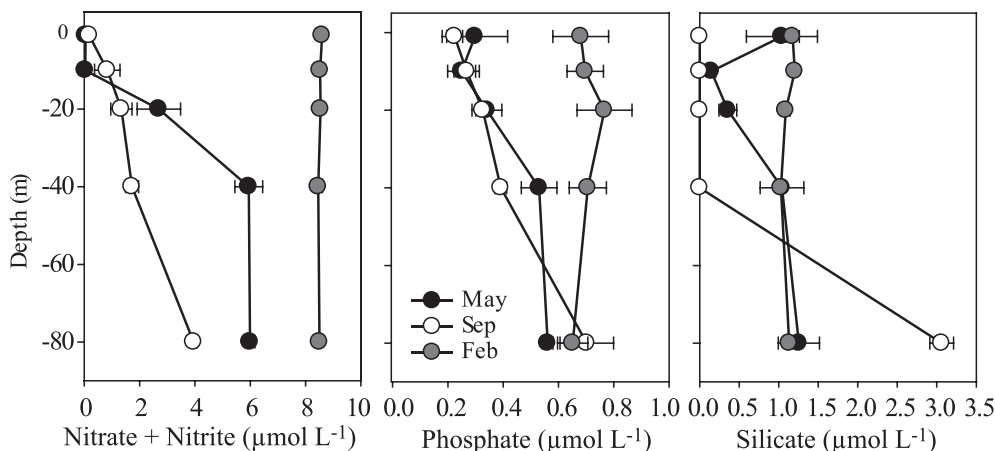 0
-20
-40
-60
-80
Depth (m)
0 2 4 6 8 10
Nitrate + Nitrite (µmol L-1)
May
Sep
Feb
0.0 0.2 0.4 0.6 0.8 1.0
Phosphate (µmol L-1)
0.0 0.5 1.0 1.5 2.0 2.5 3.0 3.5
Silicate (µmol L-1)